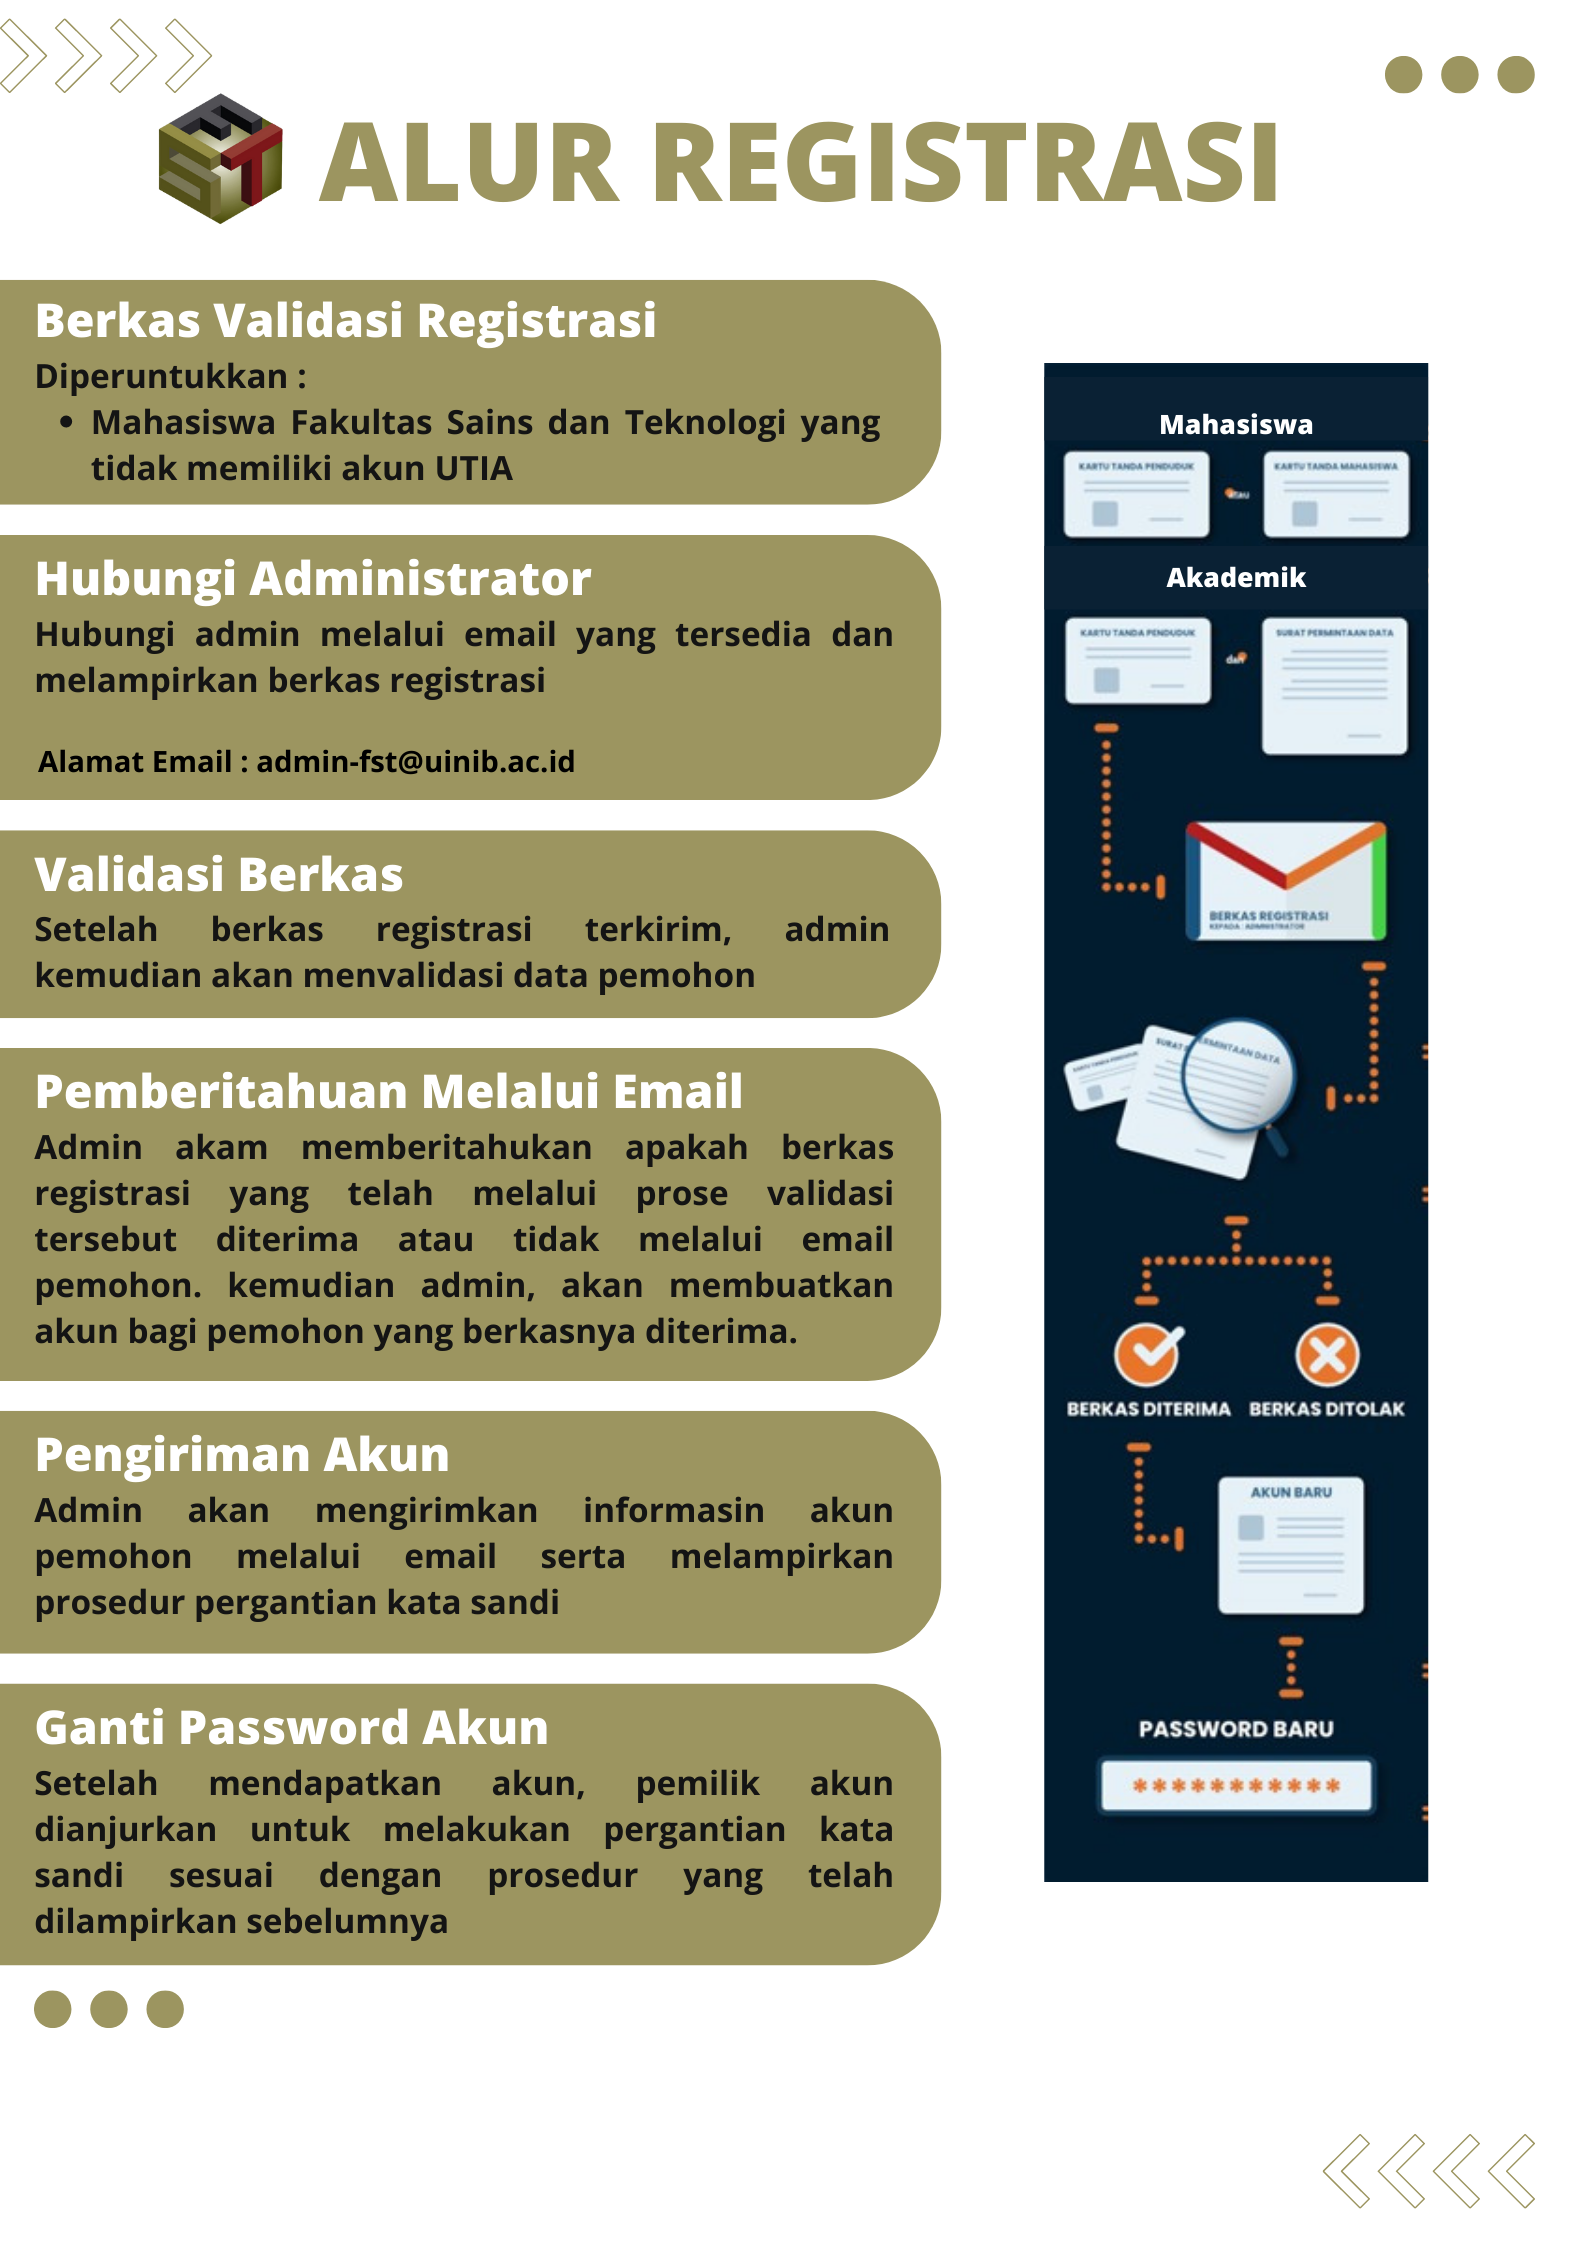 ALUR REGISTRASI
Berkas Validasi Registrasi
Diperuntukkan :
• Mahasiswa Fakultas Sains dan Teknologi yang
tidak memiliki akun UTIA
Hubungi Administrator
Hubungi admin melalui email yang tersedia dan
melampirkan berkas registrasi
Alamat Email : admin-fst@uinib.ac.id
Validasi Berkas
Setelah berkas registrasi terkirim, admin
kemudian akan menvalidasi data pemohon
Pemberitahuan Melalui Email
Admin akam memberitahukan apakah berkas
registrasi yang telah melalui prose validasi
tersebut diterima atau tidak melalui email
pemohon. kemudian admin, akan membuatkan
akun bagi pemohon yang berkasnya diterima.
Pengiriman Akun
Admin akan mengirimkan informasin akun
pemohon melalui email serta melampirkan
prosedur pergantian kata sandi
Ganti Password Akun
Setelah mendapatkan akun, pemilik akun
dianjurkan untuk melakukan pergantian kata
sandi sesuai dengan prosedur yang telah
dilampirkan sebelumnya
Mahasiswa
KARTU TANDA PENDUDUK
atau
KARTU TANDA MAHASISWA
Akademik
KARTU TANDA PENDUDUK
dan
SURAT PERMINTAAN DATA
BERKAS REGISTRASI
KEPADA : ADMINISTRATOR
KARTU TANDA PENDUDUK
SURAT PERMINTAAN DATA
BERKAS DITERIMA
BERKAS DITOLAK
AKUN BARU
PASSWORD BARU
***********